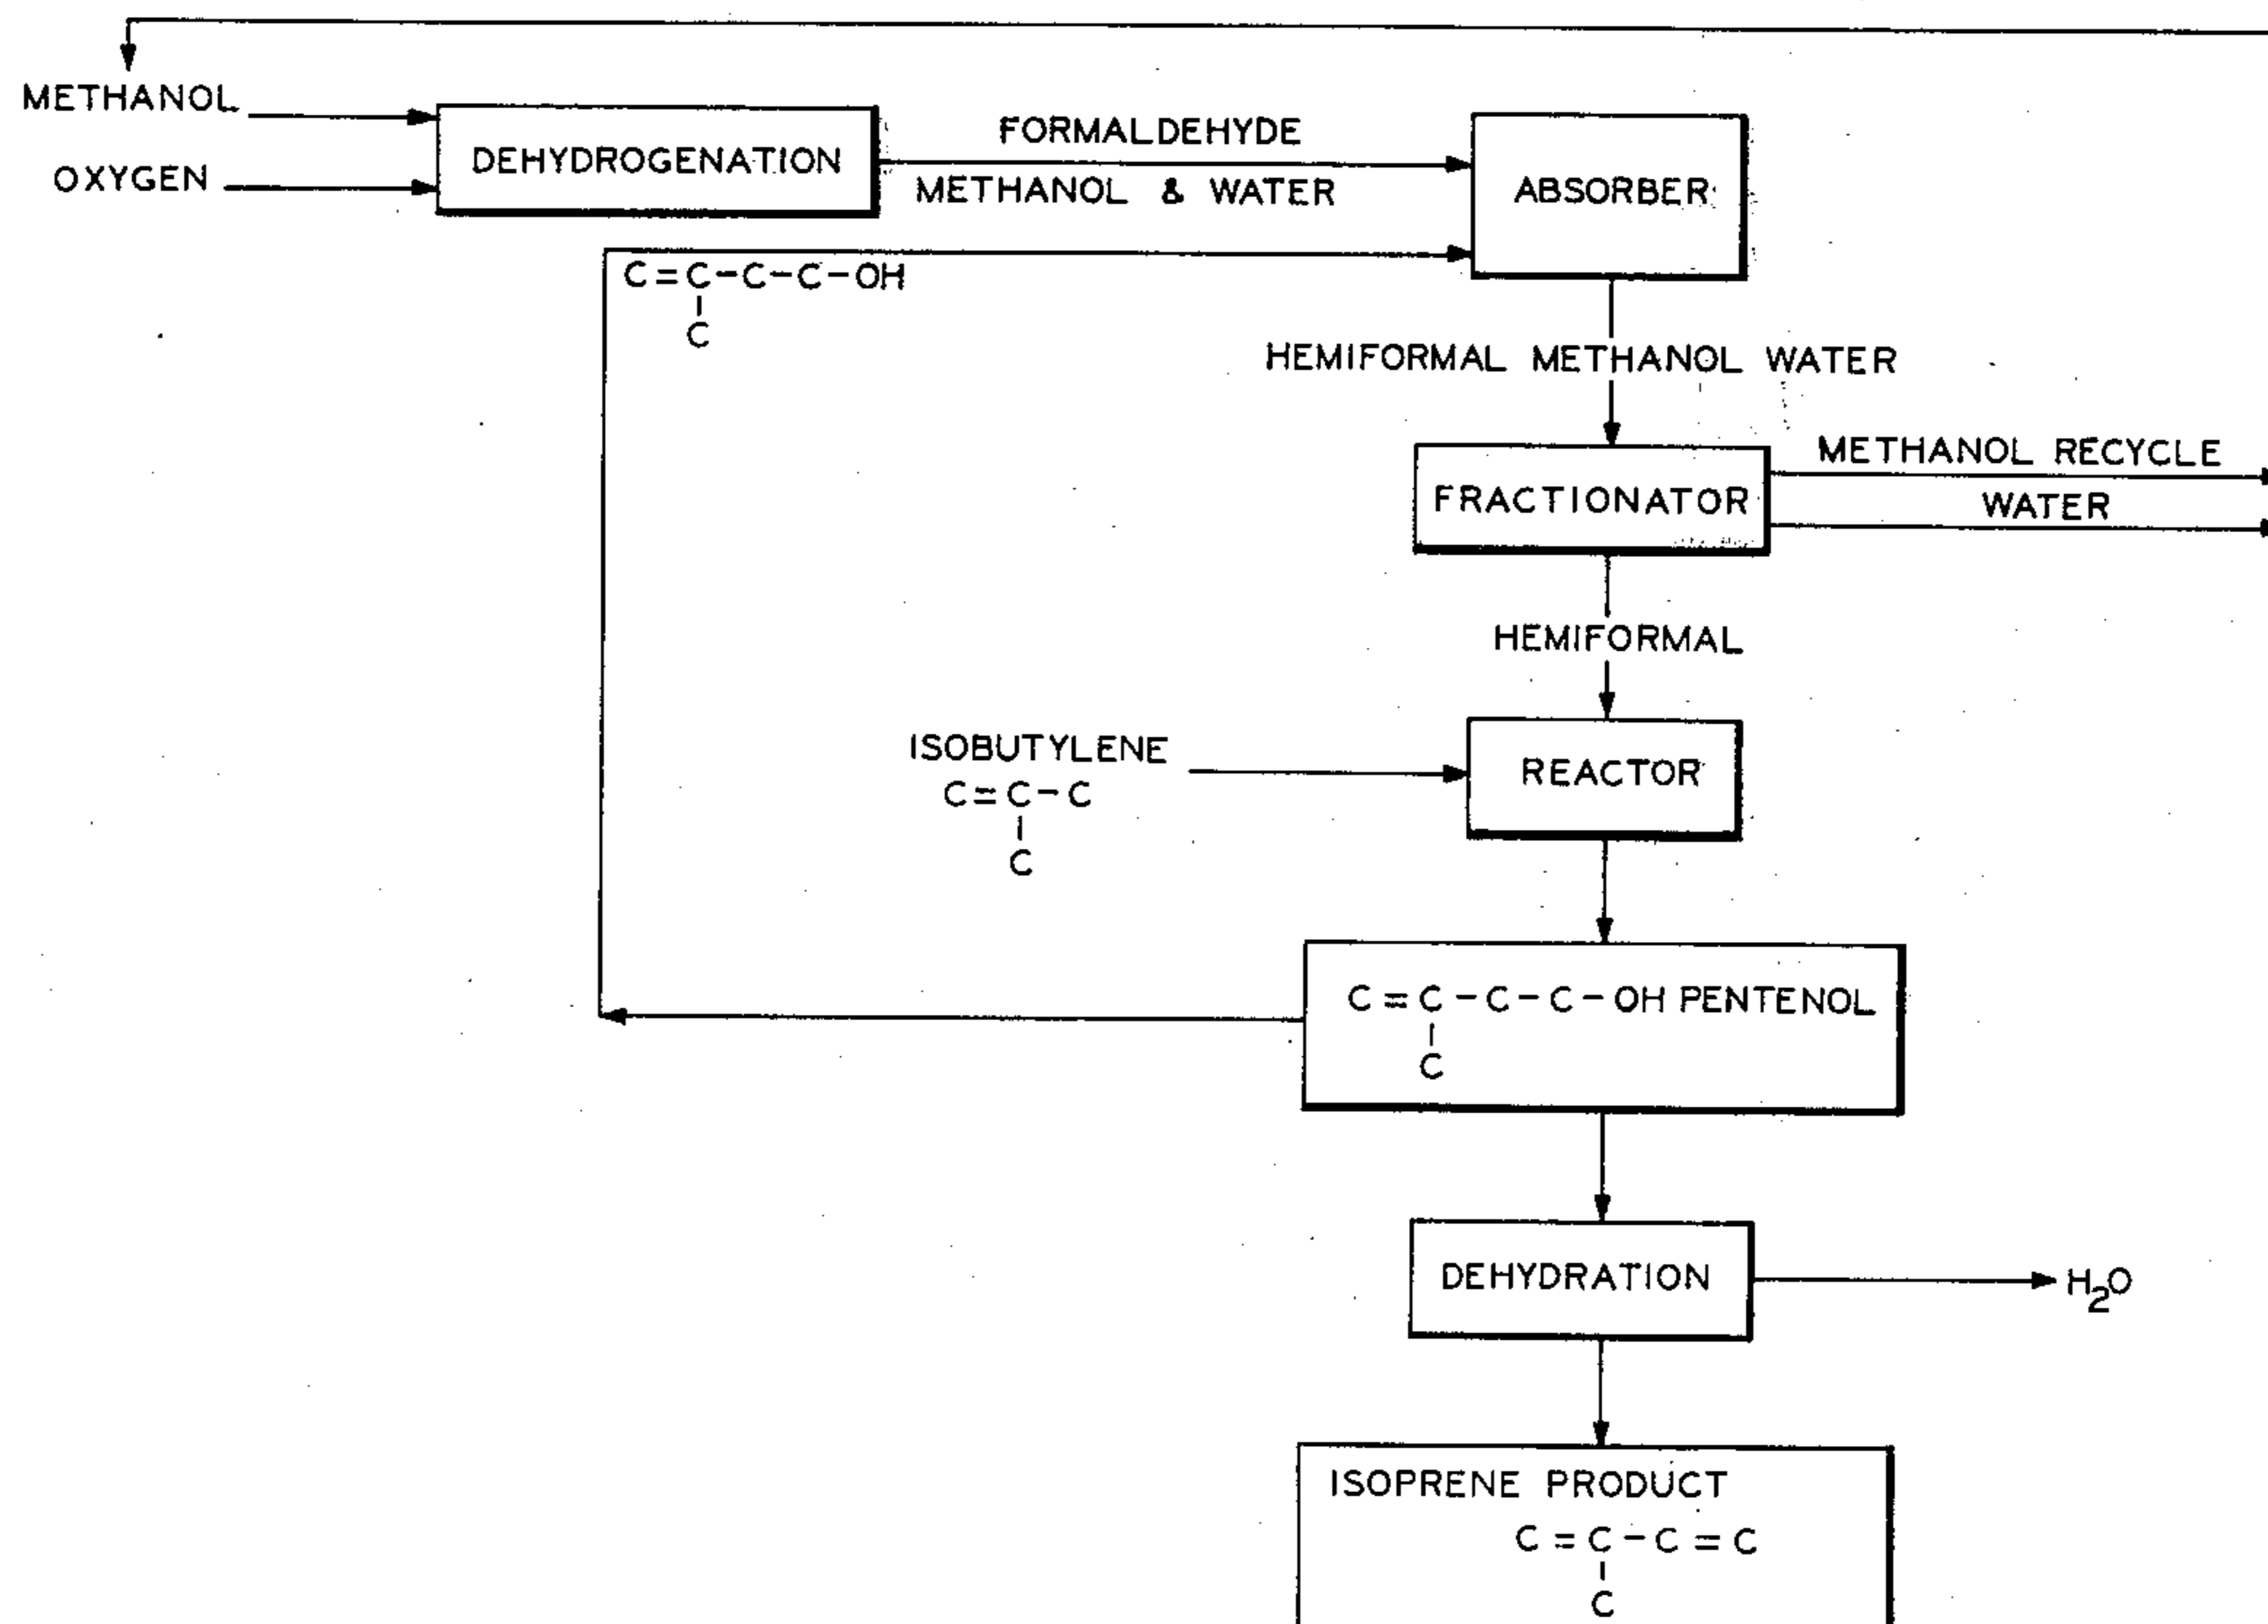 METHANOL
OXYGEN
DEHYDROGENATION
FORMALDEHYDE
METHANOL & WATER
ABSORBER
C=C-C-C-OH
C
HEMIFORMAL METHANOL WATER
FRACTIONATOR
METHANOL RECYCLE
WATER
HEMIFORMAL
ISOBUTYLENE
C=C-C
C
REACTOR
C=C-C-C-OH PENTENOL
C
DEHYDRATION
H2O
ISOPRENE PRODUCT
C=C-C=C
C